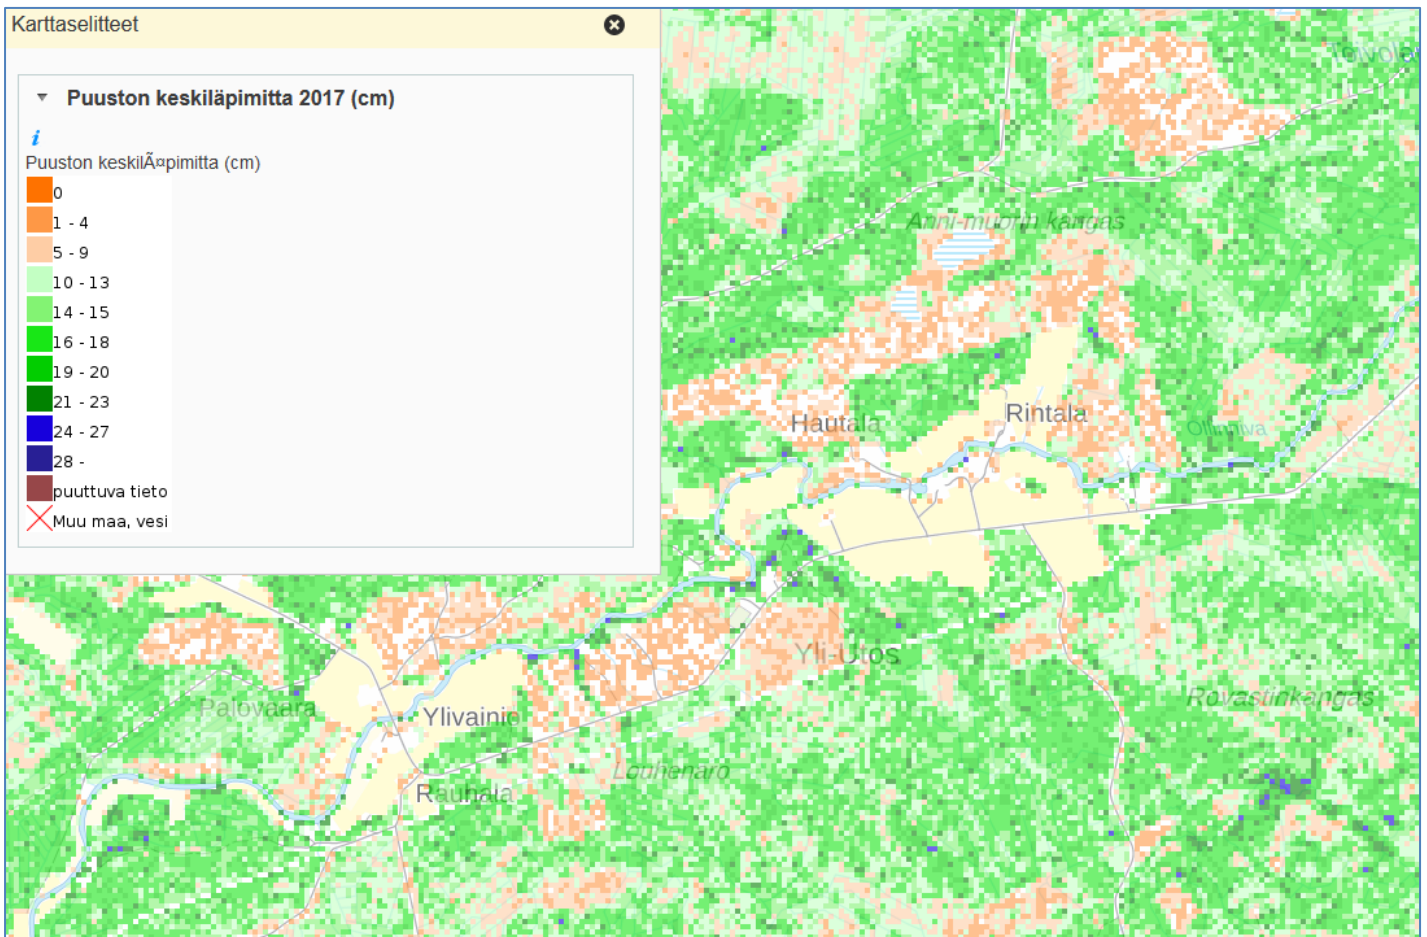 Karttaselitteet
Puuston keskiläpimitta 2017 (cm)
i
Puuston keskilÃ¤pimitta (cm)
0
1 - 4
5 - 9
10 - 13
14 - 15
16 - 18
19 - 20
21 - 23
24 - 27
28 -
puuttuva tieto
Muu maa, vesi
Anni-muorin kangas
Hautala
Rintala
Yli-Utos
Rovastinkangas
Palovaara
Ylivainio
Louhenaro
Rauhala